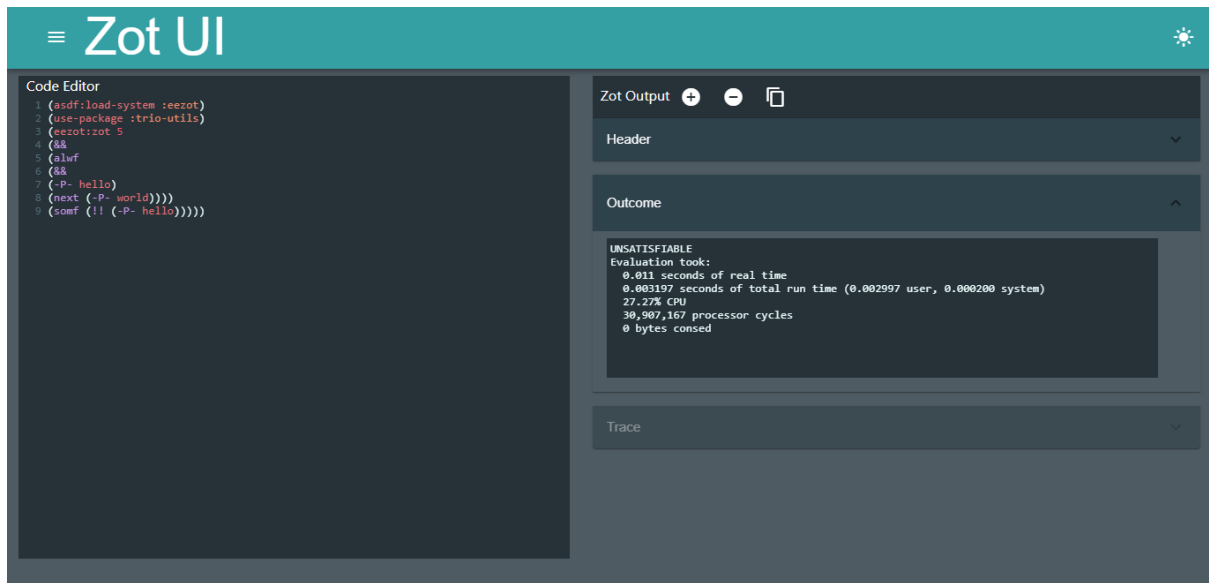 Zot UI
Code Editor
1 (asdf:load-system :eezot)
2 (use-package :trio-utils)
3 (eezot:zot 5
4 (&&
5 (alwf
6 (&&
7 (-P- hello)
8 (next (-P- world))))
9 (somf (!! (-P- hello)))))
Zot Output
Header
Outcome
UNSATISFIABLE
Evaluation took:
0.011 seconds of real time
0.003197 seconds of total run time (0.002997 user, 0.000200 system)
27.27% CPU
30,907,167 processor cycles
0 bytes consed
Trace